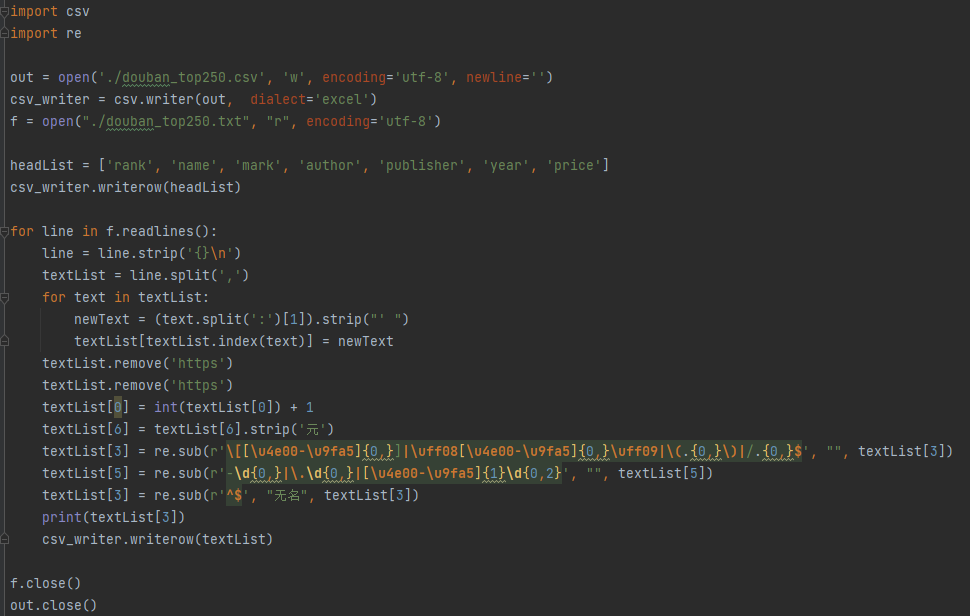 import csv
import re
out = open('./douban_top250.csv', 'w', encoding='utf-8', newline='')
csv_writer = csv.writer(out,  dialect='excel')
f = open("./douban_top250.txt", "r", encoding='utf-8')
headList = ['rank', 'name', 'mark', 'author', 'publisher', 'year', 'price']
csv_writer.writerow(headList)
for line in f.readlines():
    line = line.strip('{}\n')
    textList = line.split(',')
    for text in textList:
        newText = (text.split(':')[1]).strip("' ")
        textList[textList.index(text)] = newText
    textList.remove('https')
    textList.remove('https')
    textList[0] = int(textList[0]) + 1
    textList[6] = textList[6].strip('元')
    textList[3] = re.sub(r'\[[\u4e00-\u9fa5]{0,}]|\uff08[\u4e00-\u9fa5]{0,}\uff09|\(.{0,}\)|/.{0,}$', "", textList[3])
    textList[5] = re.sub(r'-\d{0,}|\.\d{0,}|[\u4e00-\u9fa5]{1}\d{0,2}', "", textList[5])
    textList[3] = re.sub(r'^$', "无名", textList[3])
    print(textList[3])
    csv_writer.writerow(textList)
f.close()
out.close()